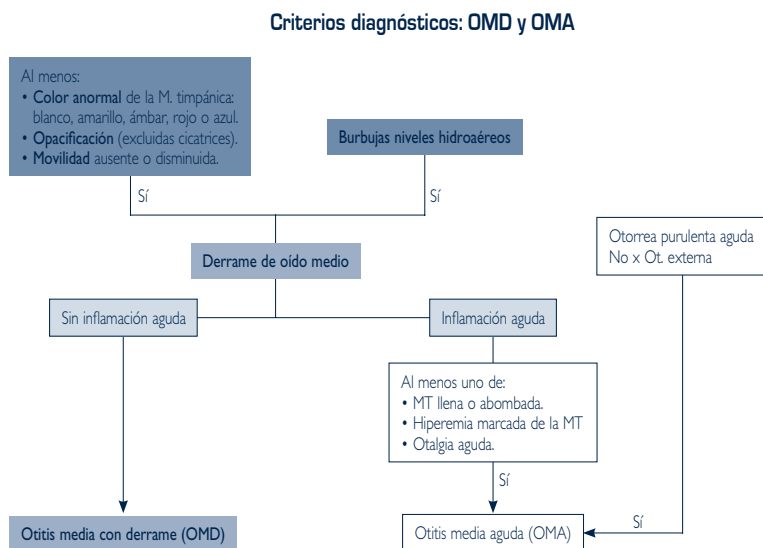 Criterios diagnósticos: OMD y OMA
Al menos:
• Color anormal de la M. timpánica:
blanco, amarillo, ámbar, rojo o azul.
• Opacificación (excluidas cicatrices).
• Movilidad ausente o disminuida.
Burbujas niveles hidroaéreos
Sí
Sí
Derrame de oído medio
Otorrea purulenta aguda
No x Ot. externa
Sin inflamación aguda
Inflamación aguda
Al menos uno de:
• MT llena o abombada.
• Hiperemia marcada de la MT
• Otalgia aguda.
Sí
Otitis media con derrame (OMD)
Otitis media aguda (OMA)
Sí